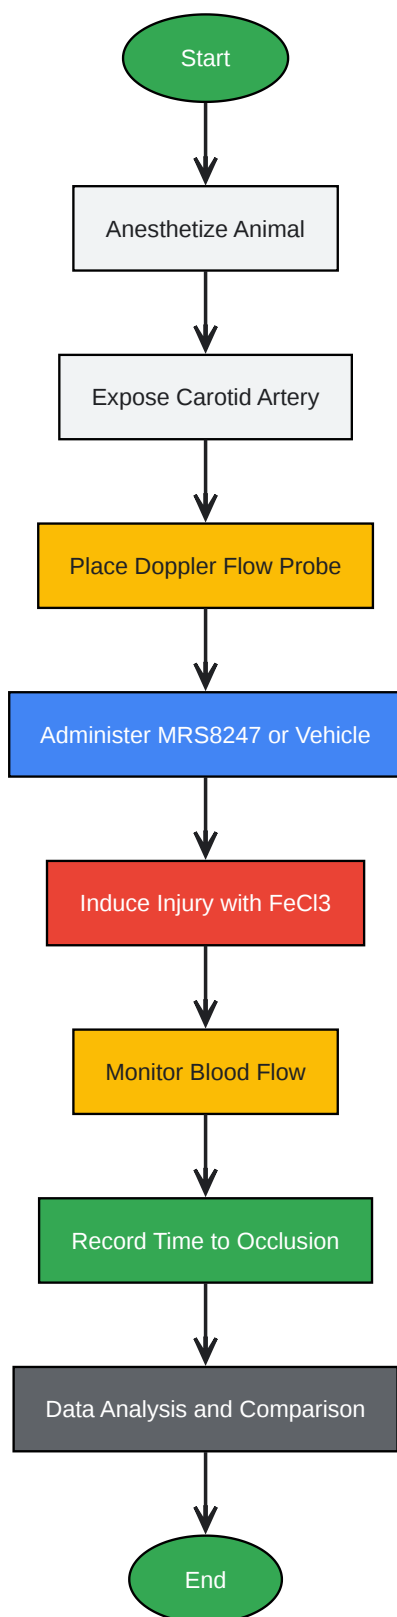 Start
Anesthetize Animal
Expose Carotid Artery
Place Doppler Flow Probe
Administer MRS8247 or Vehicle
Induce Injury with FeCl3
Monitor Blood Flow
Record Time to Occlusion
Data Analysis and Comparison
End